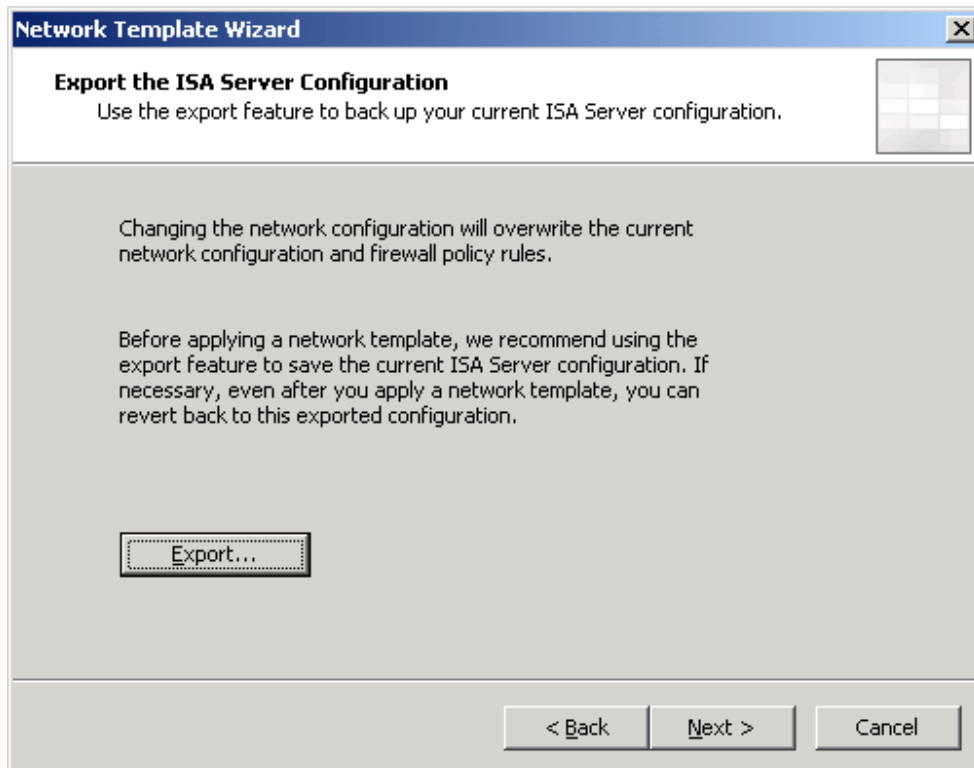 Network Template Wizard
Export the ISA Server Configuration
Use the export feature to back up your current ISA Server configuration.
Changing the network configuration will overwrite the current
network configuration and firewall policy rules.
Before applying a network template, we recommend using the
export feature to save the current ISA Server configuration. If
necessary, even after you apply a network template, you can
revert back to this exported configuration.
Export...
< Back
Next >
Cancel